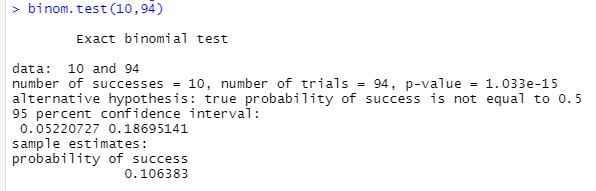 > binom.test(10,94)
Exact binomial test
data:  10 and 94
number of successes = 10, number of trials = 94, p-value = 1.033e-15
alternative hypothesis: true probability of success is not equal to 0.5
95 percent confidence interval:
 0.05220727 0.18695141
sample estimates:
probability of success
0.106383